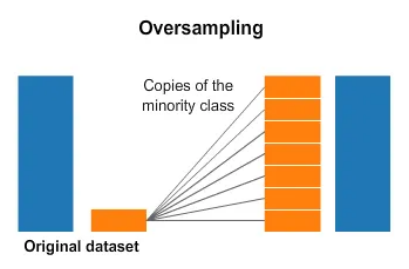 Oversampling
Copies of the
minority class
Original dataset